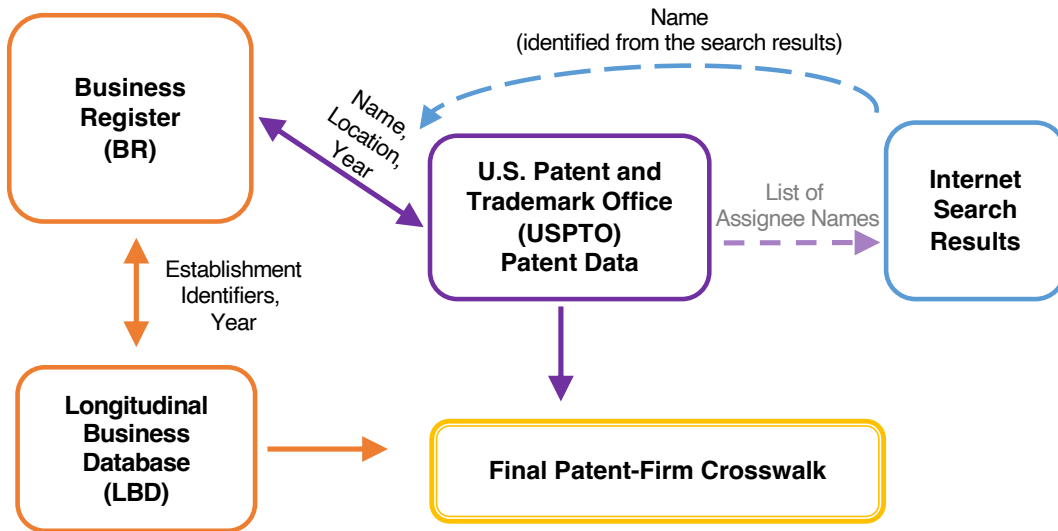 Name
(identified from the search results)
Business
Register
(BR)
Name,
Location,
Year
U.S. Patent and
Trademark Office
(USPTO)
Patent Data
List of
Assignee Names
Internet
Search
Results
Establishment
Identifiers,
Year
Longitudinal
Business
Database
(LBD)
Final Patent-Firm Crosswalk